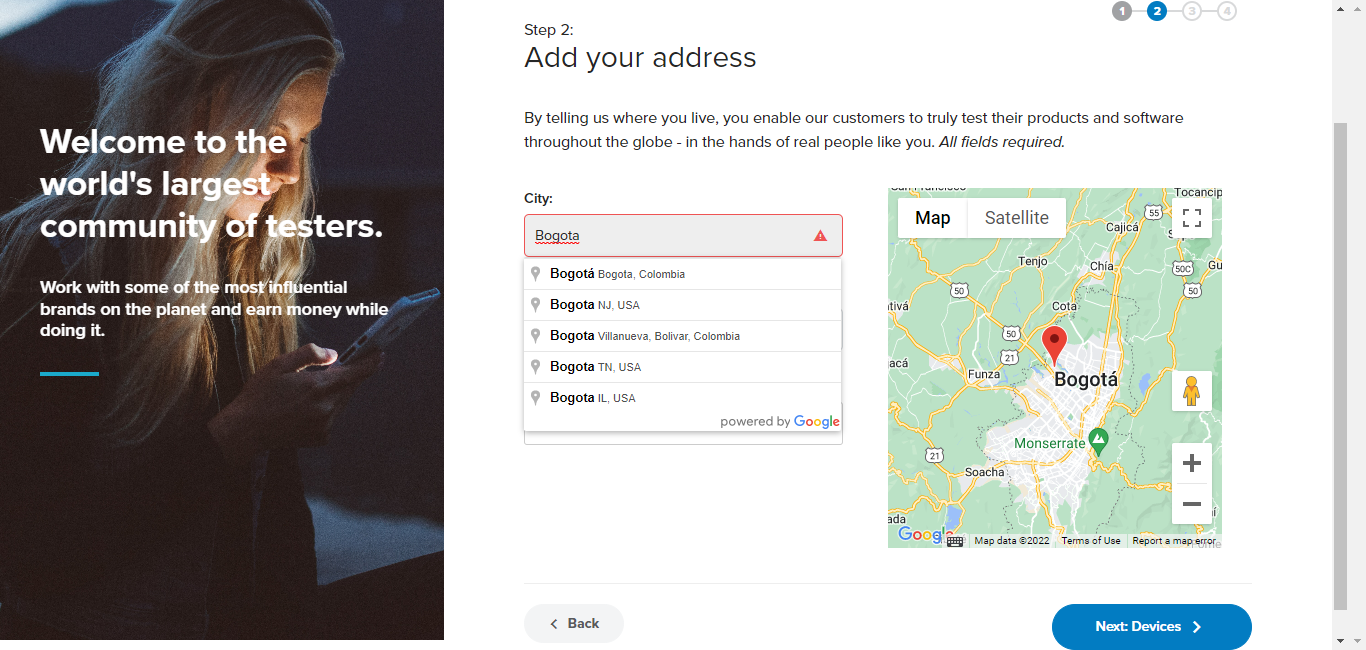 1 2 3 4
Welcome to the
world's largest
community of testers.
Work with some of the most influential
brands on the planet and earn money while
doing it.
Step 2:
Add your address
By telling us where you live, you enable our customers to truly test their products and software
throughout the globe - in the hands of real people like you. All fields required.
City:
Bogota
Bogotá Bogota, Colombia
Bogota NJ, USA
Bogota Villanueva, Bolivar, Colombia
Bogota TN, USA
Bogota IL, USA
powered by Google
San Francisco
Tocancip
Map Satellite
55
Cajicá
Tenjo
Chía
50C
Gu
50
50
tivá
Cota
50
21
acá
Funza
Bogotá
Monserrate
21
Soacha
ada
Google
Map data ©2022 Terms of Use Report a map error
Back
Next: Devices